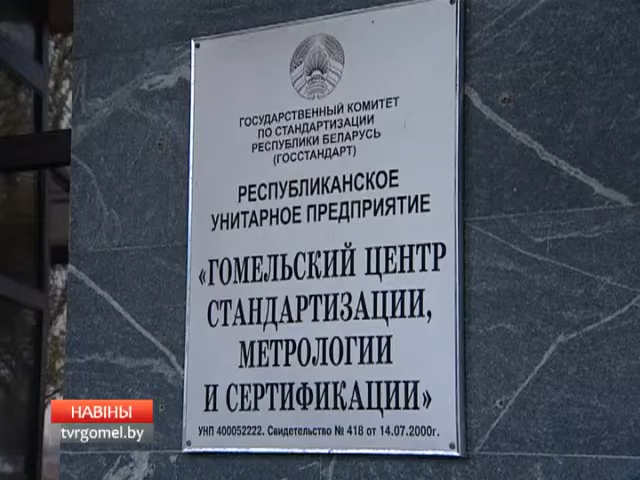 ГОСУДАРСТВЕННЫЙ КОМИТЕТ
ПО СТАНДАРТИЗАЦИИ
РЕСПУБЛИКИ БЕЛАРУСЬ
(ГОССТАНДАРТ)
РЕСПУБЛИКАНСКОЕ
УНИТАРНОЕ ПРЕДПРИЯТИЕ
«ГОМЕЛЬСКИЙ ЦЕНТР
СТАНДАРТИЗАЦИИ,
МЕТРОЛОГИИ
И СЕРТИФИКАЦИИ»
УНП 400052222. Свидетельство № 418 от 14.07.2000г.
НАВІНЫ
tvrgomel.by